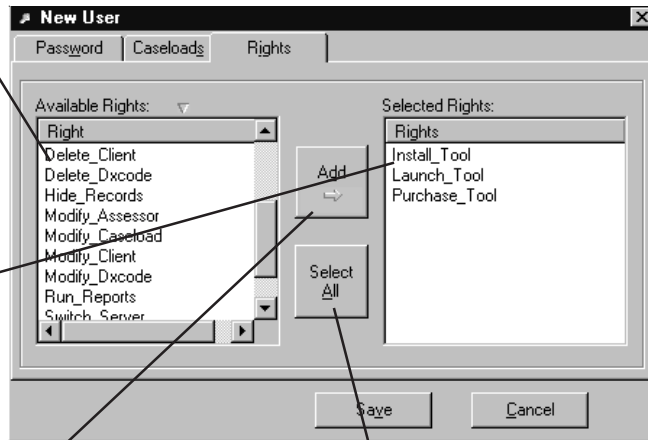 New User
Password Caseloads Rights
Available Rights:
Right
Delete_Client
Delete_Dxcode
Hide_Records
Modify_Assessor
Modify_Caseload
Modify_Client
Modify_Dxcode
Run_Reports
Switch_Server
Add
Select
All
Selected Rights:
Rights
Install_Tool
Launch_Tool
Purchase_Tool
Save Cancel